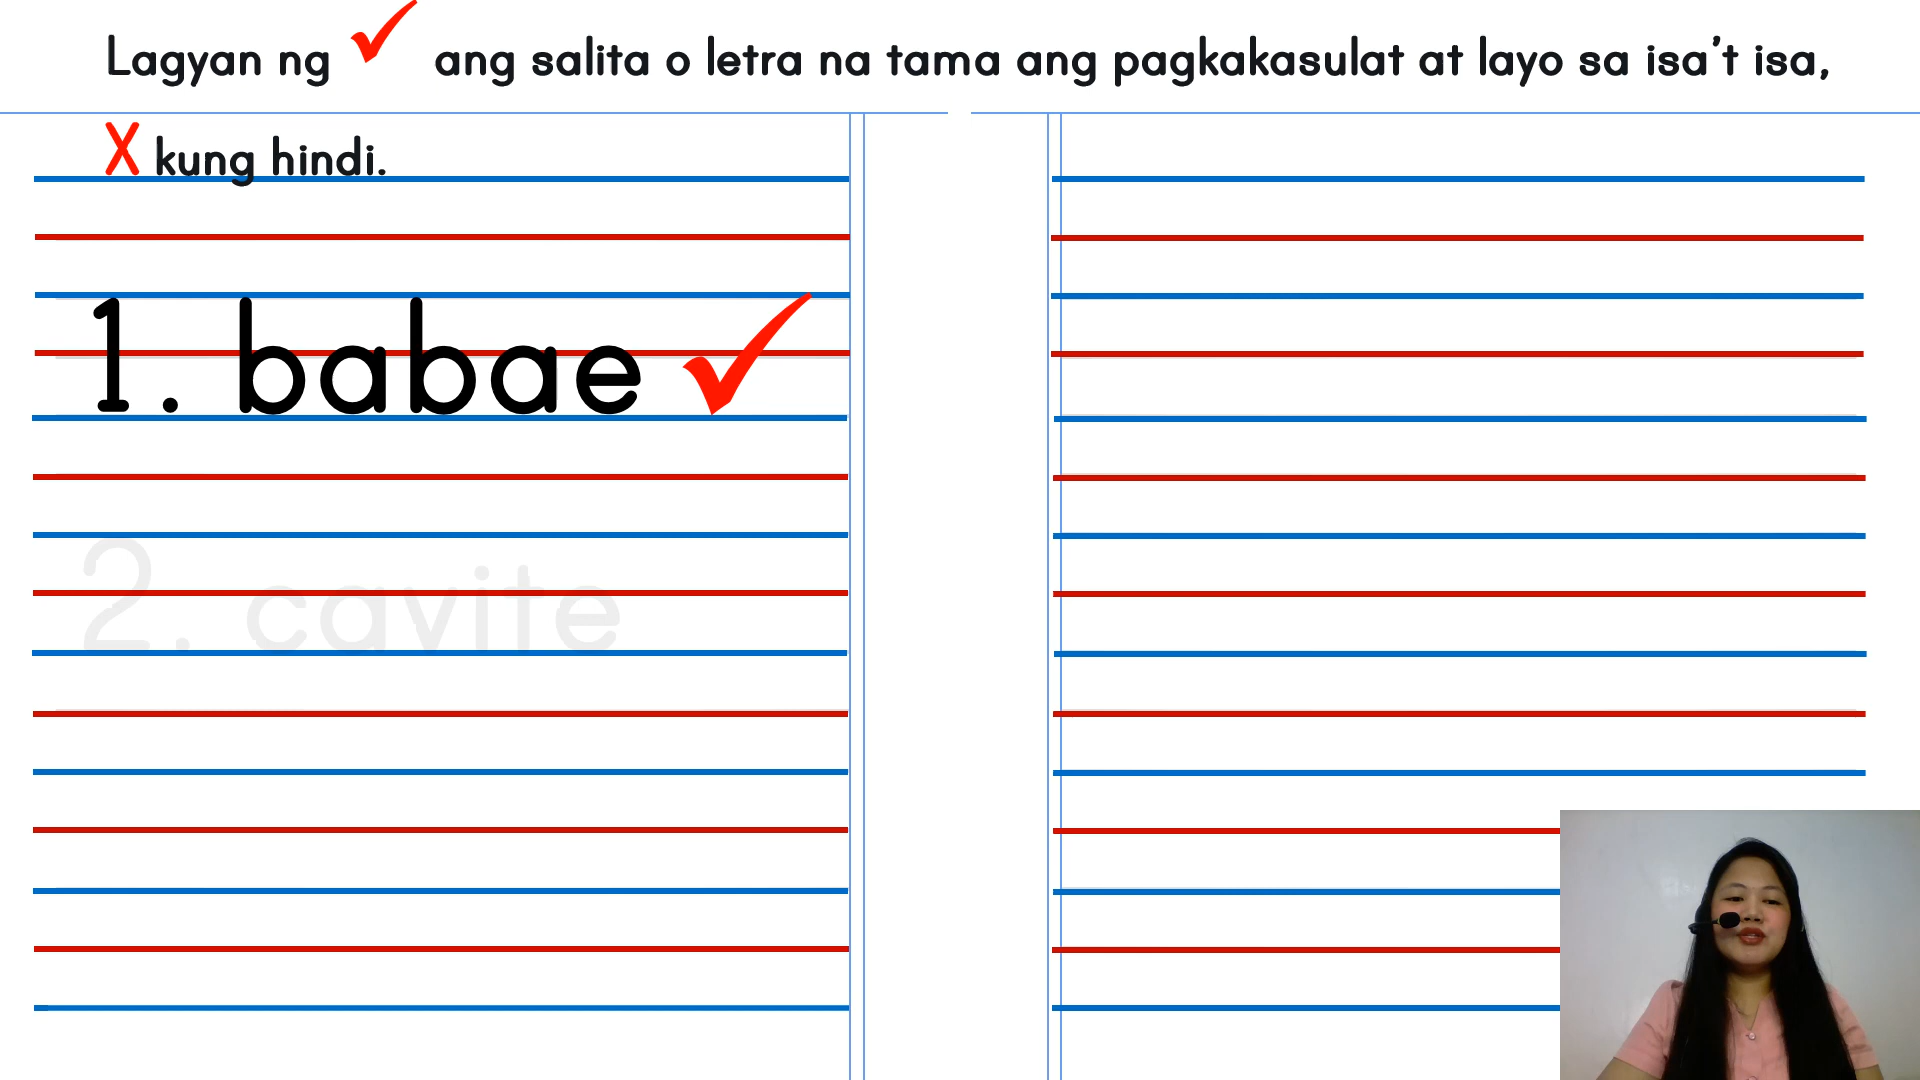 Lagyan ng ✓ ang salita o letra na tama ang pagkakasulat at layo sa isa't isa,
X kung hindi.
1. babae ✓
2. cavite